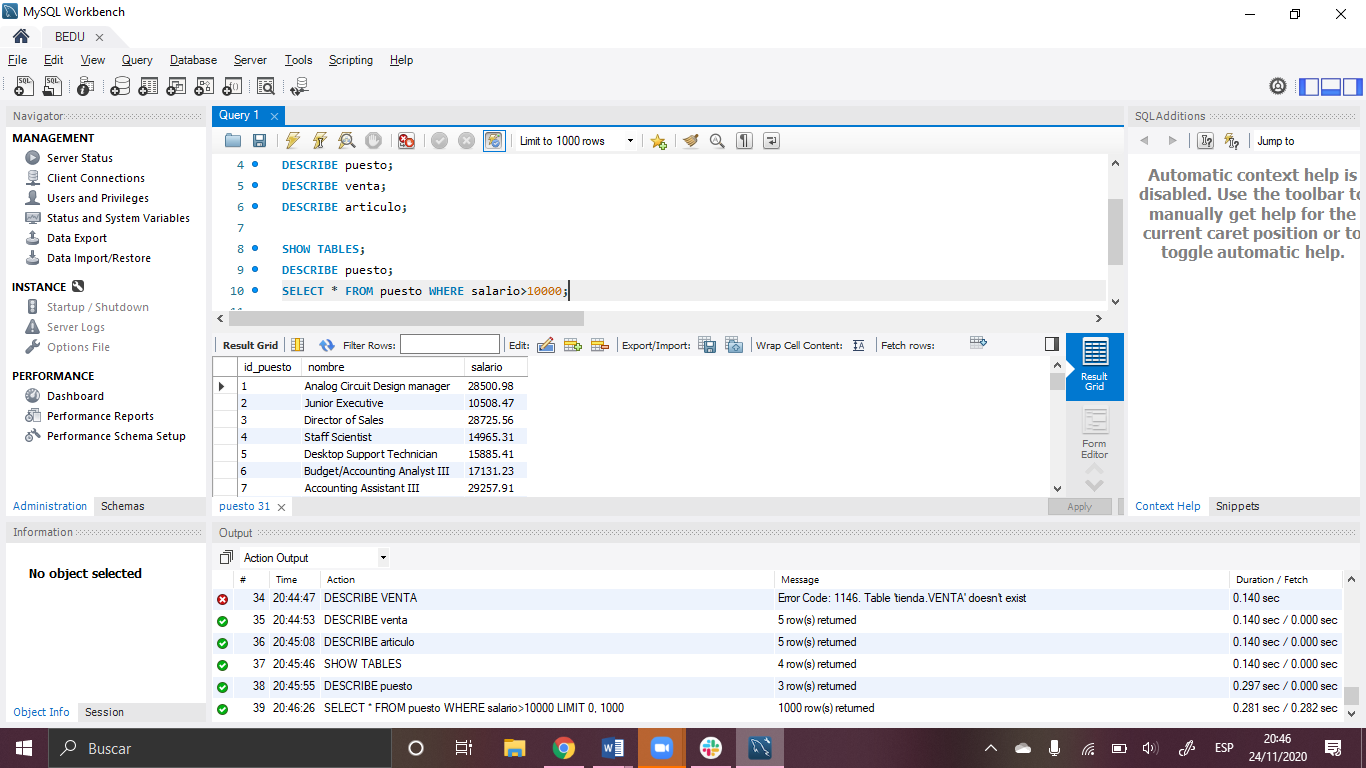 MySQL Workbench
BEDU
File Edit View Query Database Server Tools Scripting Help
Navigator
MANAGEMENT
Server Status
Client Connections
Users and Privileges
Status and System Variables
Data Export
Data Import/Restore
INSTANCE
Startup / Shutdown
Server Logs
Options File
PERFORMANCE
Dashboard
Performance Reports
Performance Schema Setup
Administration Schemas
Information
No object selected
Object Info Session
Query 1
Limit to 1000 rows
4 DESCRIBE puesto;
5 DESCRIBE venta;
6 DESCRIBE articulo;
7
8 SHOW TABLES;
9 DESCRIBE puesto;
10 SELECT * FROM puesto WHERE salario>10000;
Result Grid Filter Rows: Edit: Export/Import: Wrap Cell Content: Fetch rows:
id_puesto nombre salario
1 Analog Circuit Design manager 28500.98
2 Junior Executive 10508.47
3 Director of Sales 28725.56
4 Staff Scientist 14965.31
5 Desktop Support Technician 15885.41
6 Budget/Accounting Analyst III 17131.23
7 Accounting Assistant III 29257.91
Result
Grid
Form
Editor
puesto 31
Apply
SQLAdditions
Jump to
Automatic context help is
disabled. Use the toolbar to
manually get help for the
current caret position or to
toggle automatic help.
Context Help Snippets
Output
Action Output
# Time Action Message Duration / Fetch
34 20:44:47 DESCRIBE VENTA Error Code: 1146. Table 'tienda.VENTA' doesn't exist 0.140 sec
35 20:44:53 DESCRIBE venta 5 row(s) returned 0.140 sec / 0.000 sec
36 20:45:08 DESCRIBE articulo 5 row(s) returned 0.140 sec / 0.000 sec
37 20:45:46 SHOW TABLES 4 row(s) returned 0.140 sec / 0.000 sec
38 20:45:55 DESCRIBE puesto 3 row(s) returned 0.297 sec / 0.000 sec
39 20:46:26 SELECT * FROM puesto WHERE salario>10000 LIMIT 0, 1000 1000 row(s) returned 0.281 sec / 0.282 sec
Buscar
ESP
20:46
24/11/2020